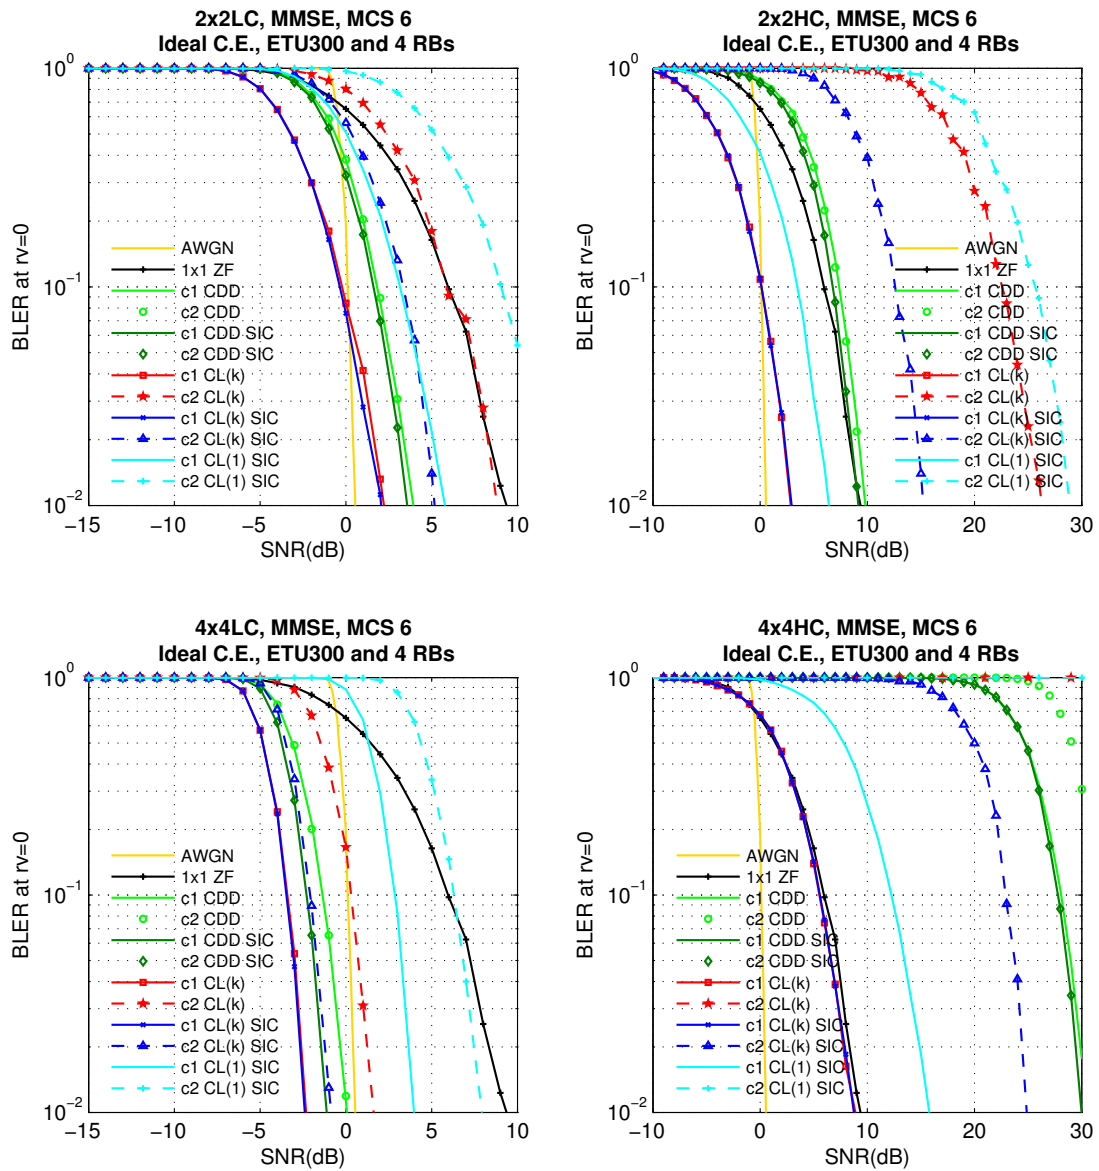 2x2LC, MMSE, MCS 6
Ideal C.E., ETU300 and 4 RBs
10^0
10^-1
10^-2
BLER at rv=0
AWGN
1x1 ZF
c1 CDD
c2 CDD
c1 CDD SIC
c2 CDD SIC
c1 CL(k)
c2 CL(k)
c1 CL(k) SIC
c2 CL(k) SIC
c1 CL(1) SIC
c2 CL(1) SIC
−15 −10 −5 0 5 10
SNR(dB)
2x2HC, MMSE, MCS 6
Ideal C.E., ETU300 and 4 RBs
10^0
10^-1
10^-2
BLER at rv=0
AWGN
1x1 ZF
c1 CDD
c2 CDD
c1 CDD SIC
c2 CDD SIC
c1 CL(k)
c2 CL(k)
c1 CL(k) SIC
c2 CL(k) SIC
c1 CL(1) SIC
c2 CL(1) SIC
−10 0 10 20 30
SNR(dB)
4x4LC, MMSE, MCS 6
Ideal C.E., ETU300 and 4 RBs
10^0
10^-1
10^-2
BLER at rv=0
AWGN
1x1 ZF
c1 CDD
c2 CDD
c1 CDD SIC
c2 CDD SIC
c1 CL(k)
c2 CL(k)
c1 CL(k) SIC
c2 CL(k) SIC
c1 CL(1) SIC
c2 CL(1) SIC
−15 −10 −5 0 5 10
SNR(dB)
4x4HC, MMSE, MCS 6
Ideal C.E., ETU300 and 4 RBs
10^0
10^-1
10^-2
BLER at rv=0
AWGN
1x1 ZF
c1 CDD
c2 CDD
c1 CDD SIC
c2 CDD SIC
c1 CL(k)
c2 CL(k)
c1 CL(k) SIC
c2 CL(k) SIC
c1 CL(1) SIC
c2 CL(1) SIC
−10 0 10 20 30
SNR(dB)